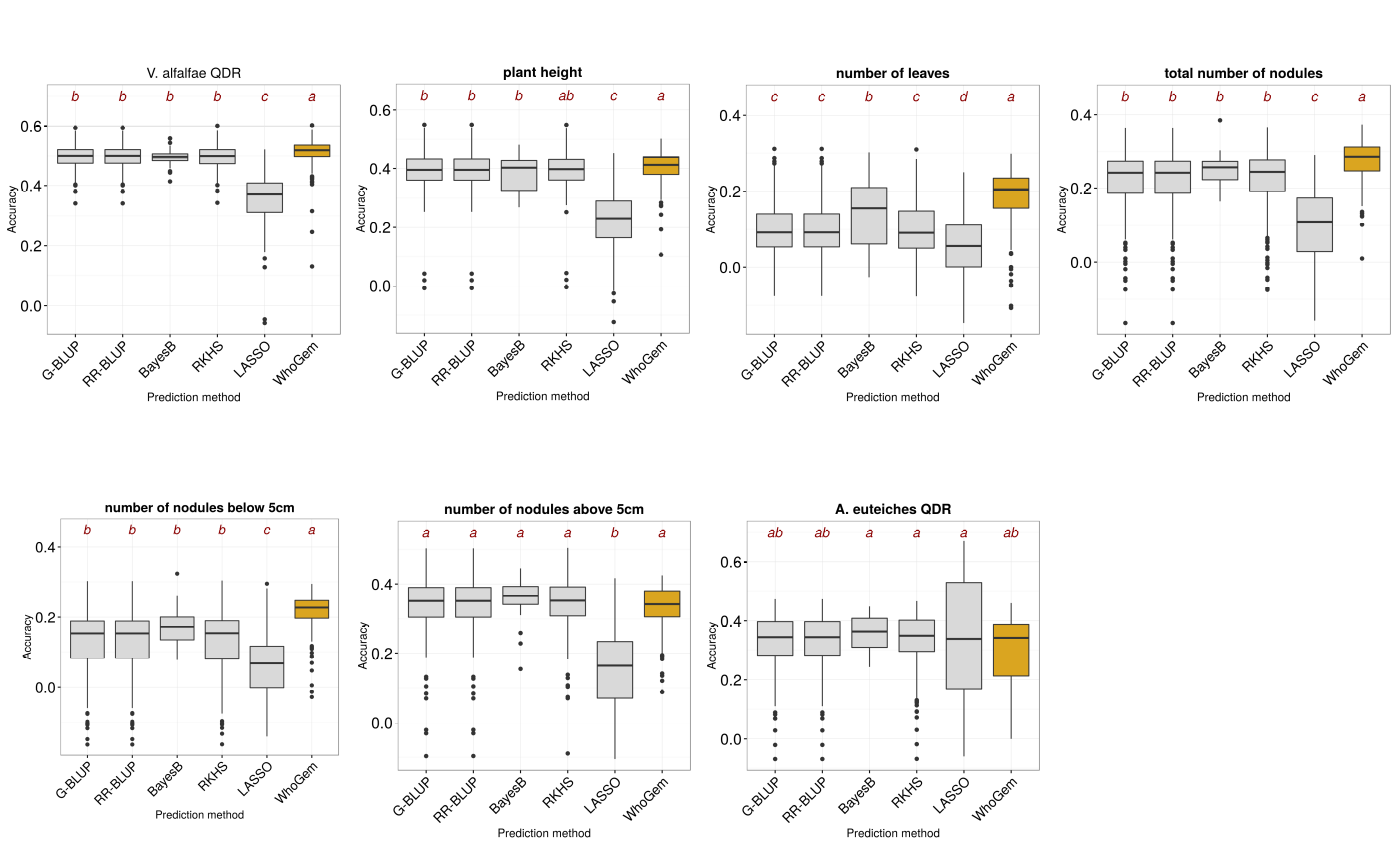 V. alfalfae QDR
b b b b c a
0.6
0.4
0.2
0.0
Accuracy
G-BLUP RR-BLUP BayesB RKHS LASSO WhoGem
Prediction method
plant height
b b b ab c a
0.6
0.4
0.2
0.0
Accuracy
G-BLUP RR-BLUP BayesB RKHS LASSO WhoGem
Prediction method
number of leaves
c c b c d a
0.4
0.2
0.0
Accuracy
G-BLUP RR-BLUP BayesB RKHS LASSO WhoGem
Prediction method
total number of nodules
b b b b c a
0.4
0.2
0.0
Accuracy
G-BLUP RR-BLUP BayesB RKHS LASSO WhoGem
Prediction method
number of nodules below 5cm
b b b b c a
0.4
0.2
0.0
Accuracy
G-BLUP RR-BLUP BayesB RKHS LASSO WhoGem
Prediction method
number of nodules above 5cm
a a a a b a
0.4
0.2
0.0
Accuracy
G-BLUP RR-BLUP BayesB RKHS LASSO WhoGem
Prediction method
A. euteiches QDR
ab ab a a a ab
0.6
0.4
0.2
0.0
Accuracy
G-BLUP RR-BLUP BayesB RKHS LASSO WhoGem
Prediction method